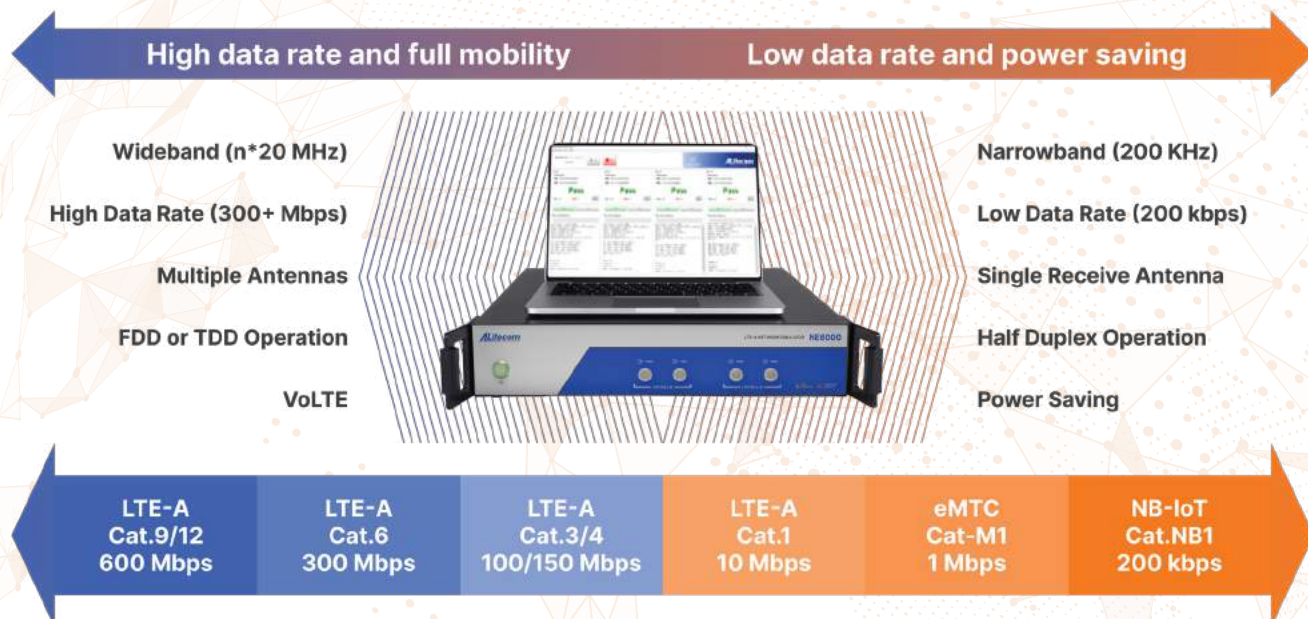 High data rate and full mobility
Low data rate and power saving
Wideband (n*20 MHz)
High Data Rate (300+ Mbps)
Multiple Antennas
FDD or TDD Operation
VoLTE
Pass Pass Pass Pass
ALifecom
NE6000
Narrowband (200 KHz)
Low Data Rate (200 kbps)
Single Receive Antenna
Half Duplex Operation
Power Saving
LTE-A
Cat.9/12
600 Mbps
LTE-A
Cat.6
300 Mbps
LTE-A
Cat.3/4
100/150 Mbps
LTE-A
Cat.1
10 Mbps
eMTC
Cat-M1
1 Mbps
NB-IoT
Cat.NB1
200 kbps